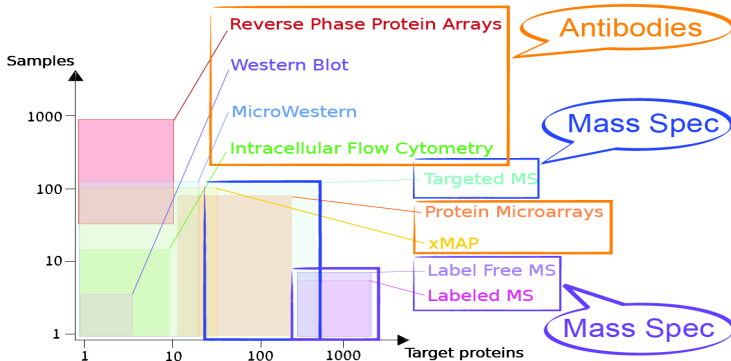 Reverse Phase Protein Arrays
Antibodies
Samples
Western Blot
1000
MicroWestern
Mass Spec
Intracellular Flow Cytometry
100
Targeted MS
Protein Microarrays
xMAP
10
Label Free MS
Labeled MS
1
Mass Spec
1
10
100
1000
Target proteins